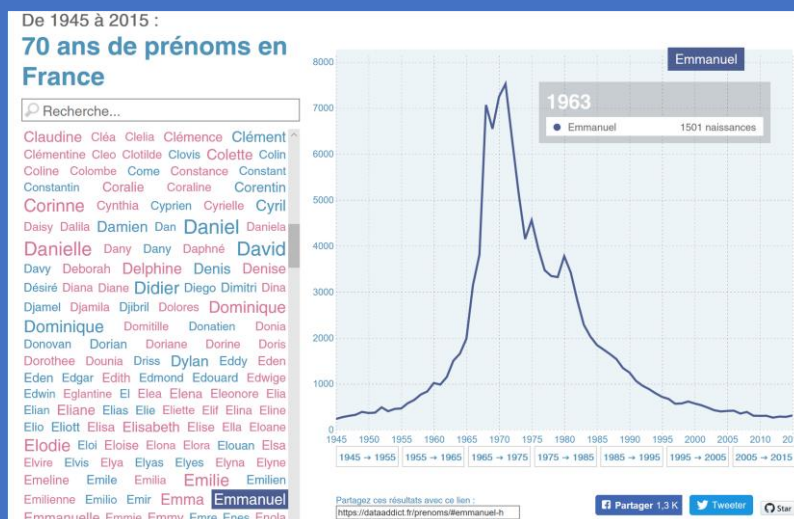 De 1945 à 2015 :
70 ans de prénoms en
France
Recherche...
Claudine Cléa Clelia Clémence Clément
Clémentine Cleo Clotilde Clovis Colette Colin
Coline Colombe Come Constance Constant
Constantin Coralie Coraline Corentin
Corinne Cynthia Cyprien Cyrielle Cyril
Daisy Dalila Damien Dan Daniel Daniela
Danielle Dany Dany Daphné David
Davy Deborah Delphine Denis Denise
Désiré Diana Diane Didier Diego Dimitri Dina
Djamel Djamila Djibril Dolores Dominique
Dominique Domitille Donatien Donia
Donovan Dorian Doriane Dorine Doris
Dorothee Dounia Driss Dylan Eddy Eden
Eden Edgar Edith Edmond Edouard Edwige
Edwin Eglantine El Elea Elena Eleonore Elia
Elian Eliane Elias Elie Eliette Elif Elina Eline
Elio Eliott Elisa Elisabeth Elise Ella Eloane
Elodie Eloi Eloise Elona Elora Elouan Elsa
Elvire Elvis Elya Elyas Elyes Elyna Elyne
Emeline Emile Emilia Emilie Emilien
Emilienne Emilio Emir Emma Emmanuel
Emmanuelle Emmie Emmy Emre Enes Enola
Emmanuel
1963
Emmanuel 1501 naissances
8000
7000
6000
5000
4000
3000
2000
1000
0
1945 1950 1955 1960 1965 1970 1975 1980 1985 1990 1995 2000 2005 2010 201
1945 → 1955 1955 → 1965 1965 → 1975 1975 → 1985 1985 → 1995 1995 → 2005 2005 → 2015
Partagez ces résultats avec ce lien :
https://dataaddict.fr/prenoms/#emmanuel-h
Partager 1,3 K Tweeter Star